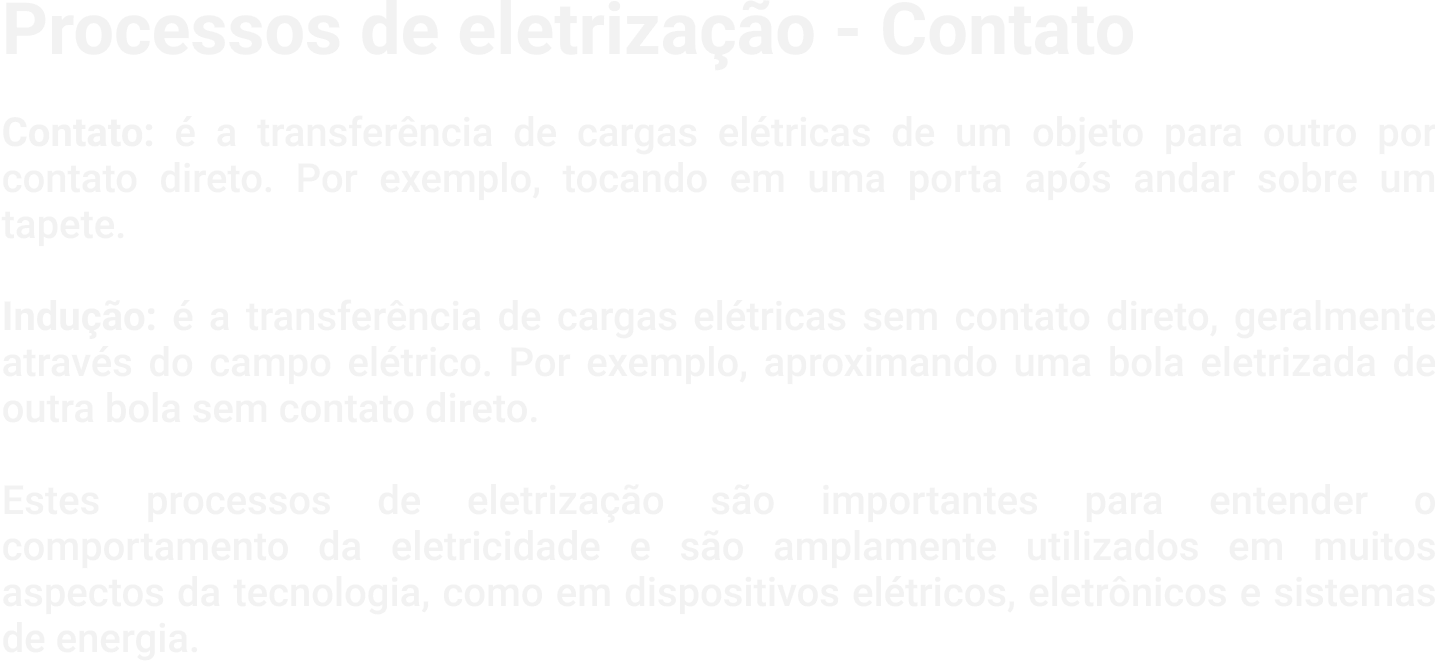 Processos de eletrização - Contato
Contato: é a transferência de cargas elétricas de um objeto para outro por
contato direto. Por exemplo, tocando em uma porta após andar sobre um
tapete.
Indução: é a transferência de cargas elétricas sem contato direto, geralmente
através do campo elétrico. Por exemplo, aproximando uma bola eletrizada de
outra bola sem contato direto.
Estes processos de eletrização são importantes para entender o
comportamento da eletricidade e são amplamente utilizados em muitos
aspectos da tecnologia, como em dispositivos elétricos, eletrônicos e sistemas
de energia.